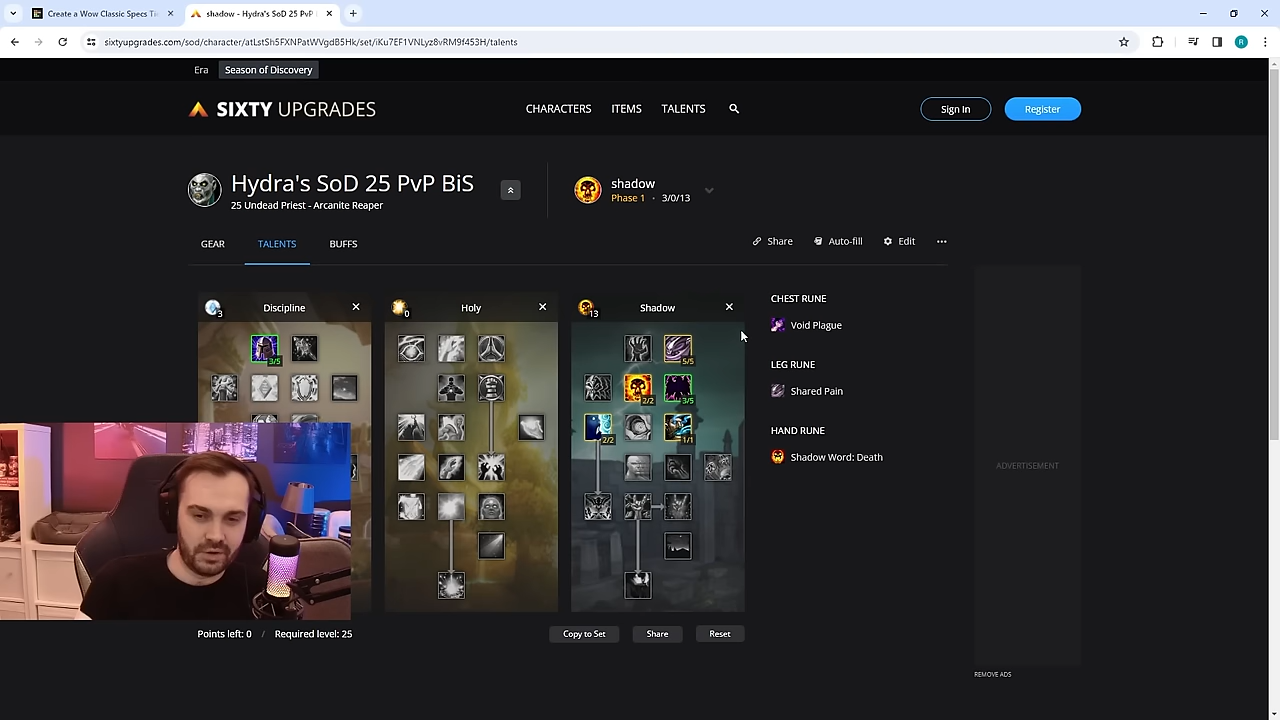 Create a Wow Classic Specs Tie
shadow - Hydra's SoD 25 PvP B
sixtyupgrades.com/sod/character/atLstSh5FXNPatWVgdB5Hk/set/iKu7EF1VNLyz8vRM9f453H/talents
R
Era
Season of Discovery
SIXTY UPGRADES
CHARACTERS
ITEMS
TALENTS
Sign In
Register
Hydra's SoD 25 PvP BiS
25 Undead Priest - Arcanite Reaper
shadow
Phase 1 · 3/0/13
GEAR
TALENTS
BUFFS
Share
Auto-fill
Edit
3
Discipline
3/5
0
Holy
13
Shadow
5/5
2/2
3/5
2/2
1/1
CHEST RUNE
Void Plague
LEG RUNE
Shared Pain
HAND RUNE
Shadow Word: Death
ADVERTISEMENT
REMOVE ADS
Points left: 0 / Required level: 25
Copy to Set
Share
Reset